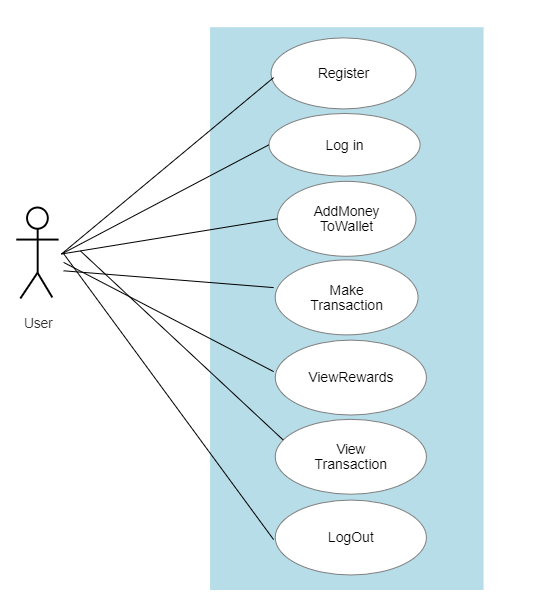 Register
Log in
AddMoney
ToWallet
Make
Transaction
ViewRewards
View
Transaction
LogOut
User